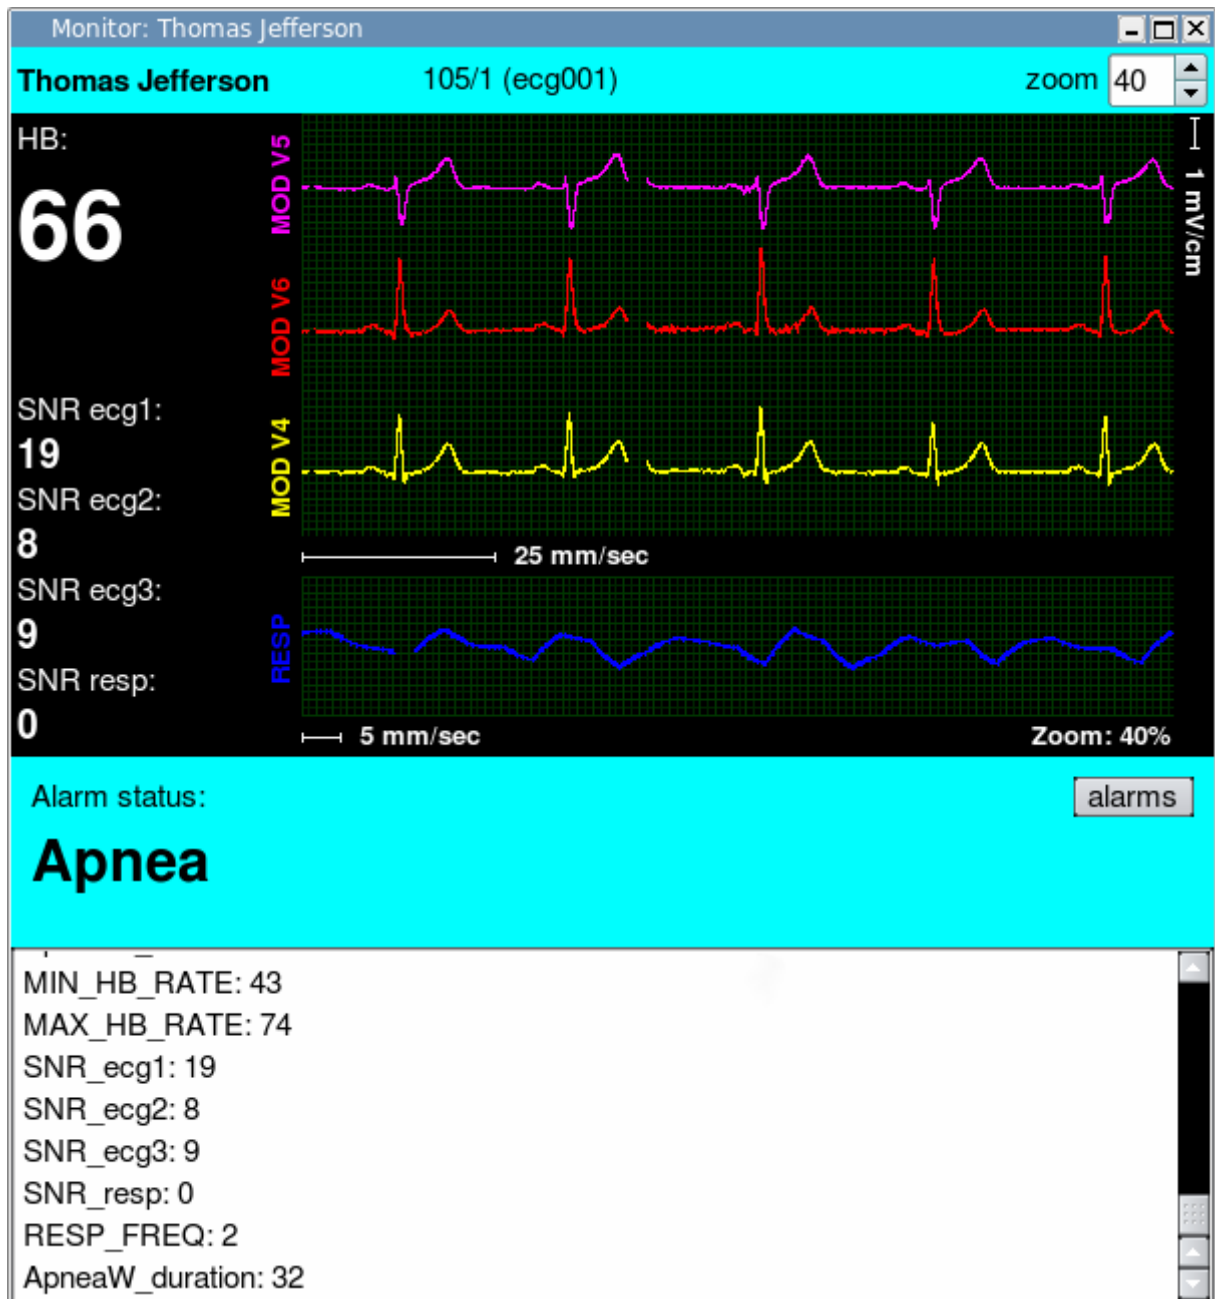 Monitor: Thomas Jefferson
Thomas Jefferson 105/1 (ecg001) zoom 40
HB:
66
MOD V5
1 mV/cm
MOD V6
SNR ecg1:
19
MOD V4
SNR ecg2:
8
25 mm/sec
SNR ecg3:
9
RESP
SNR resp:
0
5 mm/sec Zoom: 40%
Alarm status: alarms
Apnea
MIN_HB_RATE: 43
MAX_HB_RATE: 74
SNR_ecg1: 19
SNR_ecg2: 8
SNR_ecg3: 9
SNR_resp: 0
RESP_FREQ: 2
ApneaW_duration: 32